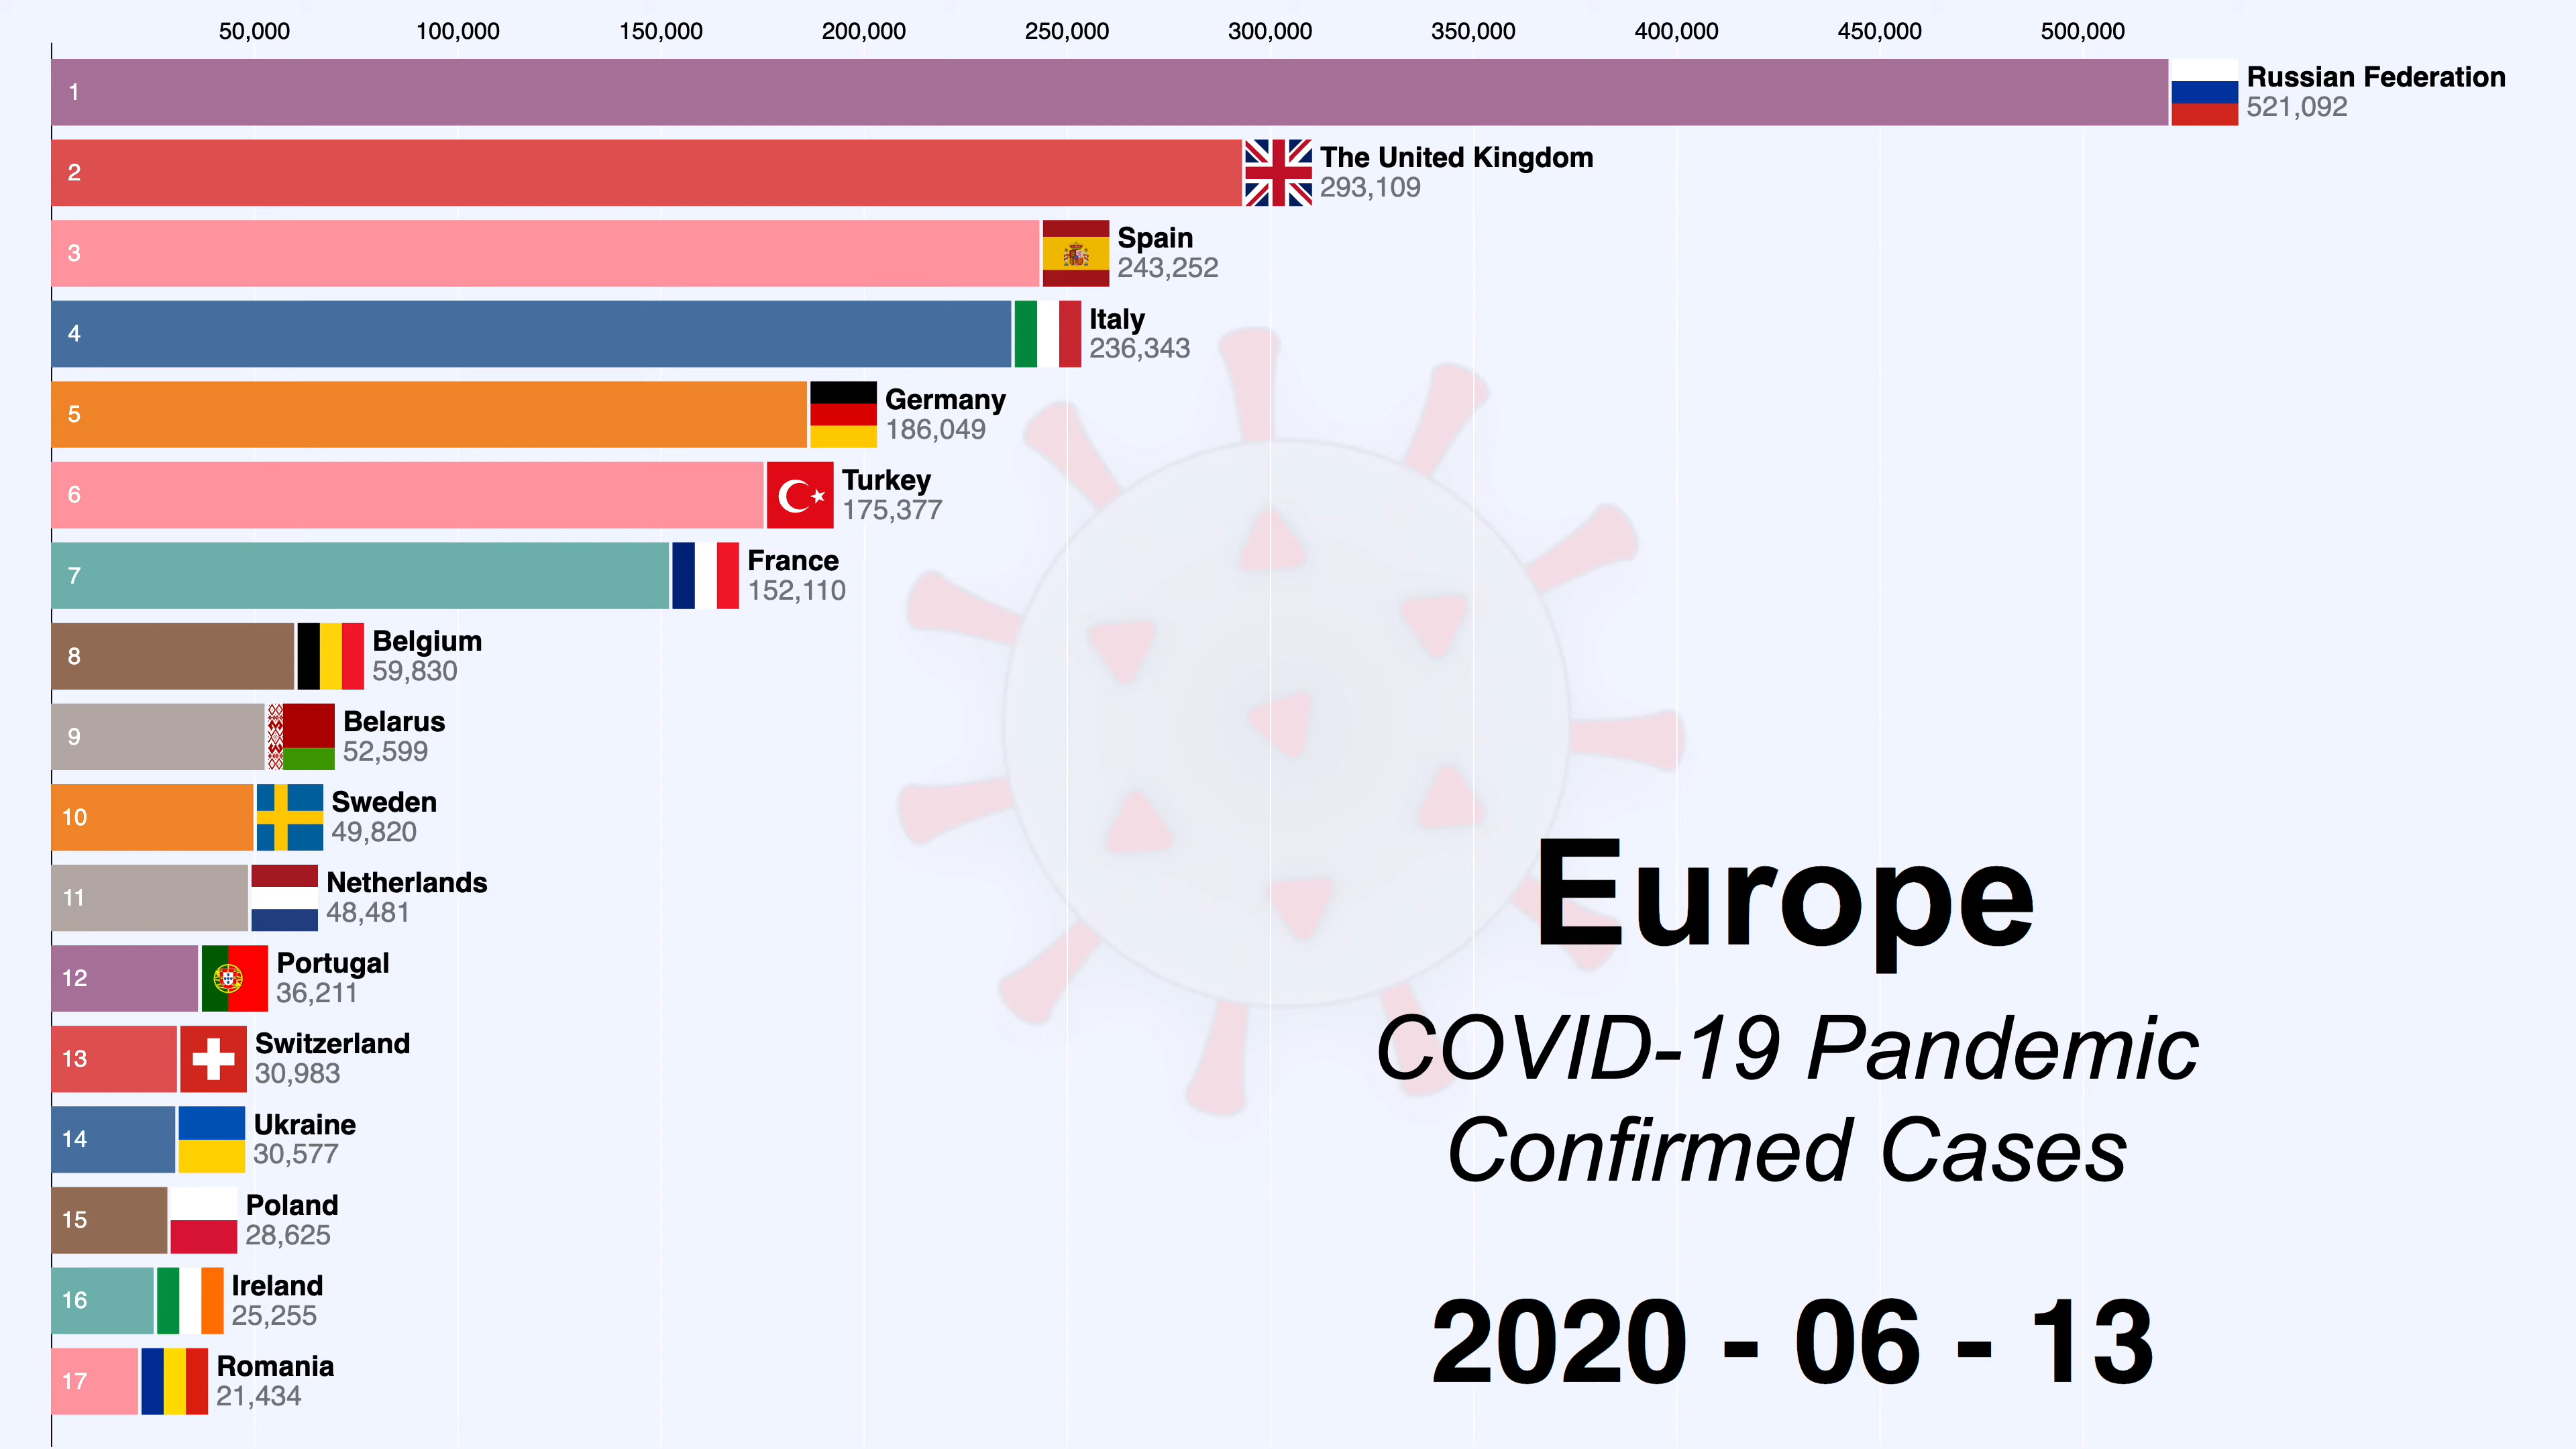 50,000 100,000 150,000 200,000 250,000 300,000 350,000 400,000 450,000 500,000
1 Russian Federation
521,092
2 The United Kingdom
293,109
3 Spain
243,252
4 Italy
236,343
5 Germany
186,049
6 Turkey
175,377
7 France
152,110
8 Belgium
59,830
9 Belarus
52,599
10 Sweden
49,820
11 Netherlands
48,481
12 Portugal
36,211
13 Switzerland
30,983
14 Ukraine
30,577
15 Poland
28,625
16 Ireland
25,255
17 Romania
21,434
Europe
COVID-19 Pandemic
Confirmed Cases
2020 - 06 - 13